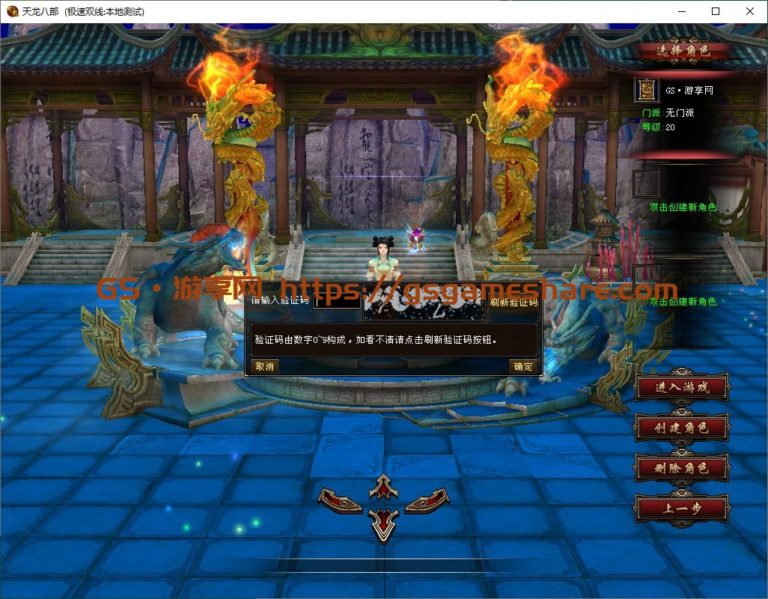 天龙八部 (极速双线:本地测试)
选择角色
GS·游享网
门派:无门派
等级:20
双击创建新角色
GS·游享网 https://gsgameshare.com
请输入验证码
刷新验证码
双击创建新角色
验证码由数字0~9构成，如看不清请点击刷新验证码按钮。
取消
确定
进入游戏
创建角色
删除角色
上一步